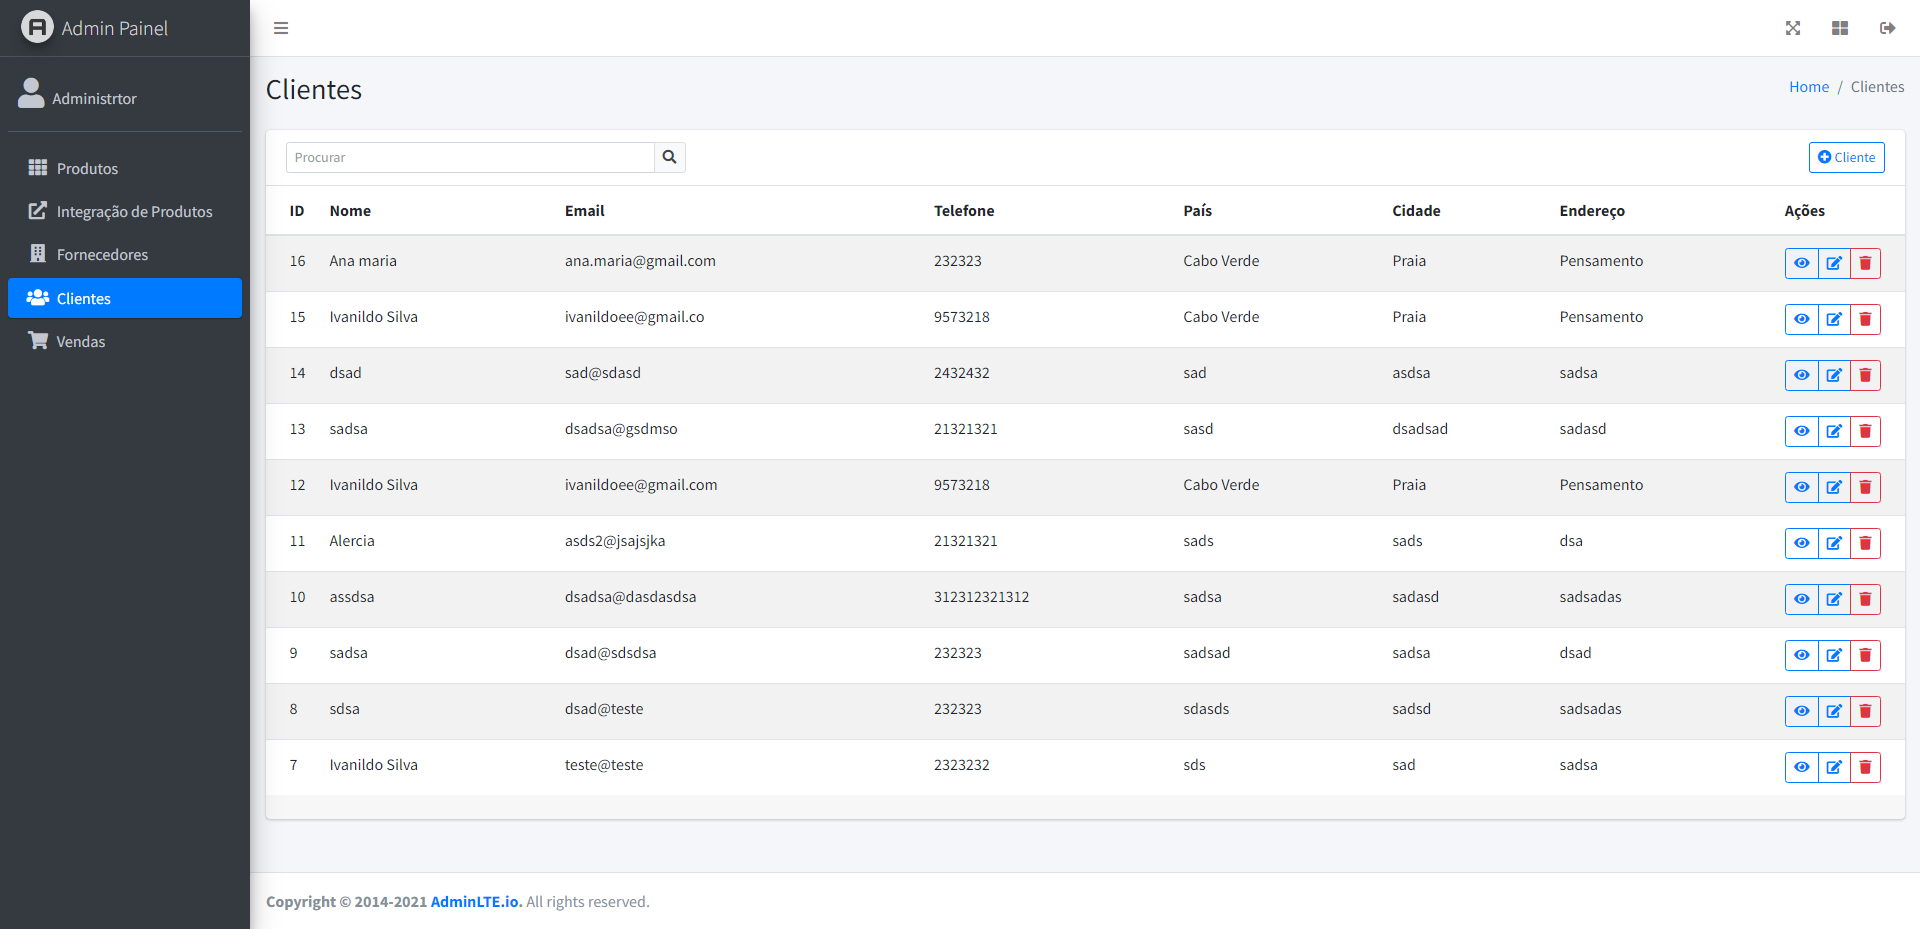 Admin Painel
Administrtor
Produtos
Integração de Produtos
Fornecedores
Clientes
Vendas
Clientes
Home / Clientes
Procurar
Cliente
ID Nome Email Telefone País Cidade Endereço Ações
16 Ana maria ana.maria@gmail.com 232323 Cabo Verde Praia Pensamento
15 Ivanildo Silva ivanildoee@gmail.co 9573218 Cabo Verde Praia Pensamento
14 dsad sad@sdasd 2432432 sad asdsa sadsa
13 sadsa dsadsa@gsdmso 21321321 sasd dsadsad sadasd
12 Ivanildo Silva ivanildoee@gmail.com 9573218 Cabo Verde Praia Pensamento
11 Alercia asds2@jsajsjka 21321321 sads sads dsa
10 assdsa dsadsa@dasdasdsa 312312321312 sadsa sadasd sadsadas
9 sadsa dsad@sdsdsa 232323 sadsad sadsa dsad
8 sdsa dsad@teste 232323 sdasds sadsd sadsadas
7 Ivanildo Silva teste@teste 2323232 sds sad sadsa
Copyright © 2014-2021 AdminLTE.io. All rights reserved.